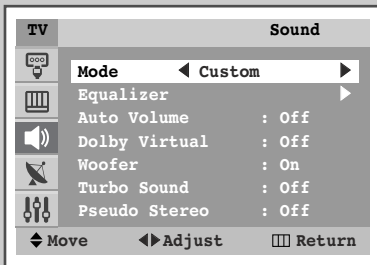 TV Sound
Mode Custom
Equalizer
Auto Volume : Off
Dolby Virtual : Off
Woofer : On
Turbo Sound : Off
Pseudo Stereo : Off
Move Adjust Return